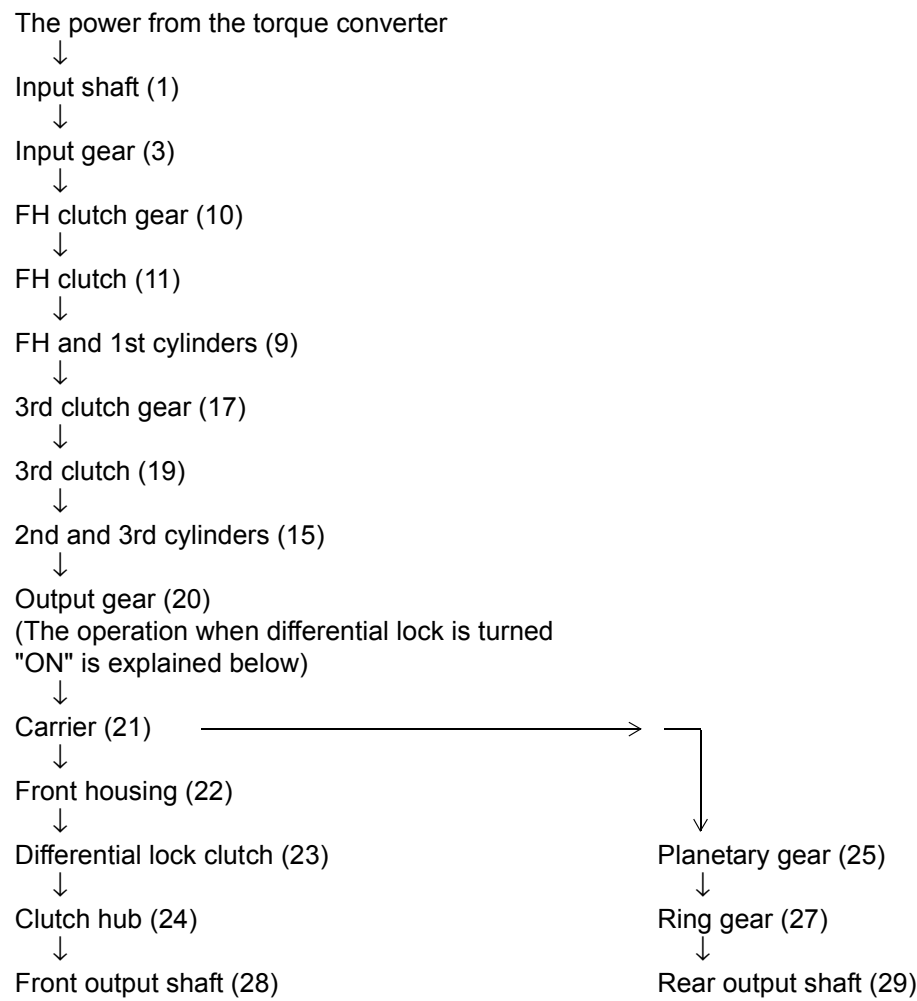 The power from the torque converter
↓
Input shaft (1)
↓
Input gear (3)
↓
FH clutch gear (10)
↓
FH clutch (11)
↓
FH and 1st cylinders (9)
↓
3rd clutch gear (17)
↓
3rd clutch (19)
↓
2nd and 3rd cylinders (15)
↓
Output gear (20)
(The operation when differential lock is turned
"ON" is explained below)
↓
Carrier (21)
↓
Front housing (22)
↓
Differential lock clutch (23)
↓
Clutch hub (24)
↓
Front output shaft (28)
Planetary gear (25)
↓
Ring gear (27)
↓
Rear output shaft (29)